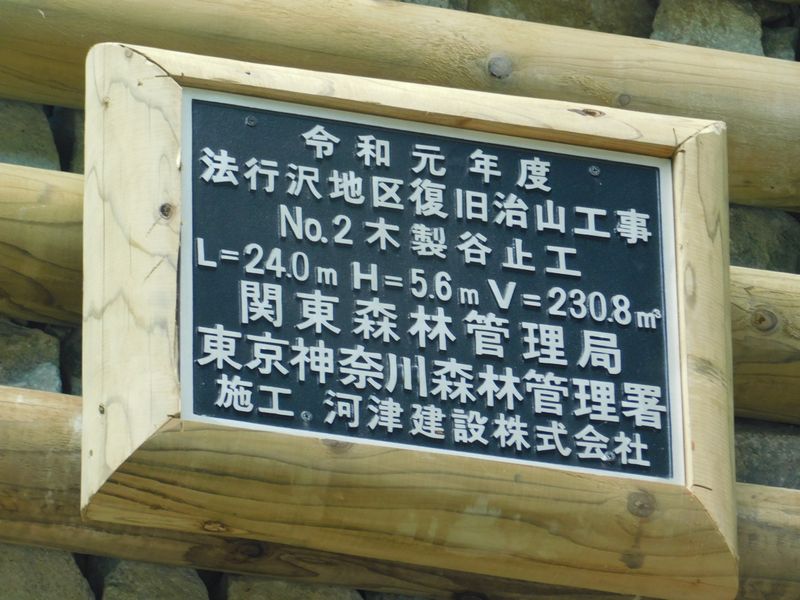 令和元年度
法行沢地区復旧治山工事
No.2木製谷止工
L=24.0m H=5.6m V=230.8m³
関東森林管理局
東京神奈川森林管理署
施工 河津建設株式会社